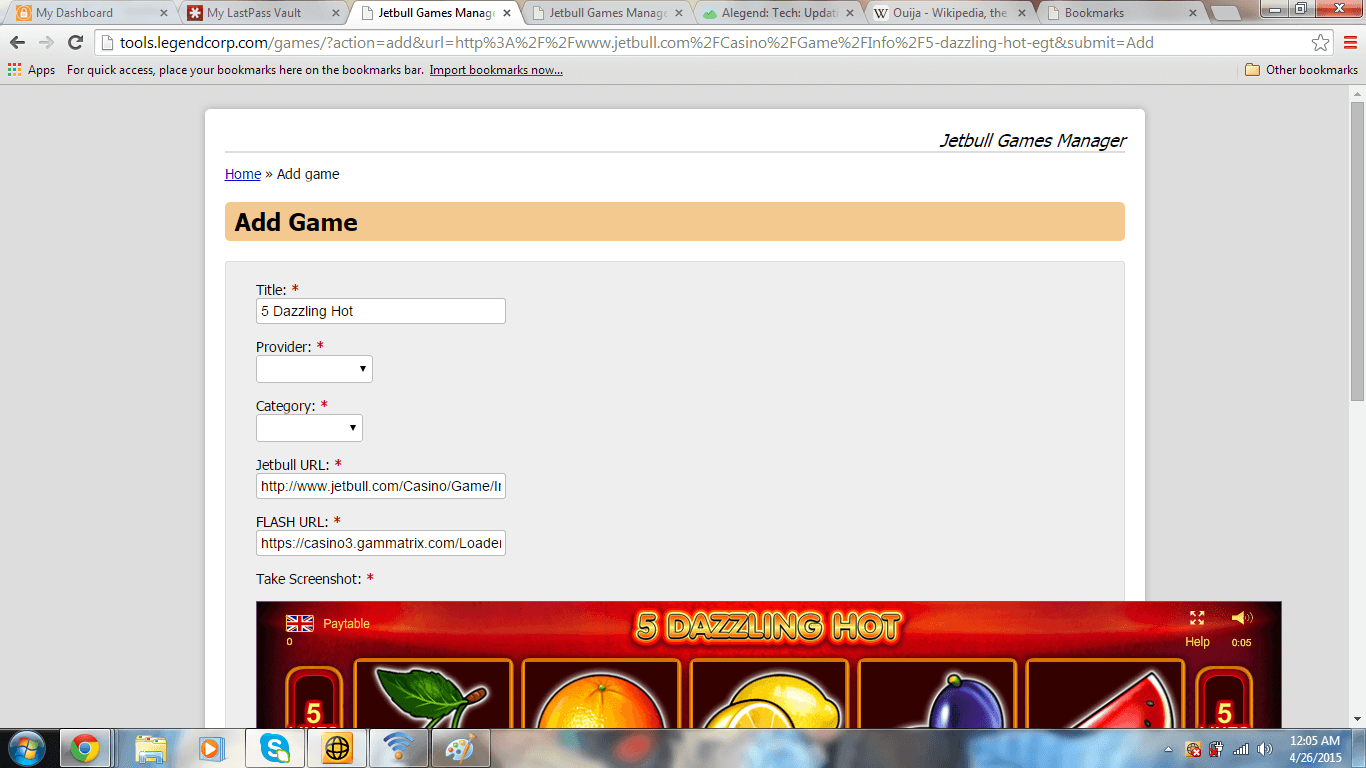 My Dashboard
My LastPass Vault
Jetbull Games Manage
Jetbull Games Manage
Alegend: Tech: Updati
Ouija - Wikipedia, the
Bookmarks
tools.legendcorp.com/games/?action=add&url=http%3A%2F%2Fwww.jetbull.com%2FCasino%2FGame%2FInfo%2F5-dazzling-hot-egt&submit=Add
Apps For quick access, place your bookmarks here on the bookmarks bar. Import bookmarks now... Other bookmarks
Jetbull Games Manager
Home » Add game
Add Game
Title: *
5 Dazzling Hot
Provider: *
Category: *
Jetbull URL: *
http://www.jetbull.com/Casino/Game/In
FLASH URL: *
https://casino3.gammatrix.com/Loader
Take Screenshot: *
Paytable
0
5 DAZZLING HOT
Help 0:05
5
5
12:05 AM
4/26/2015